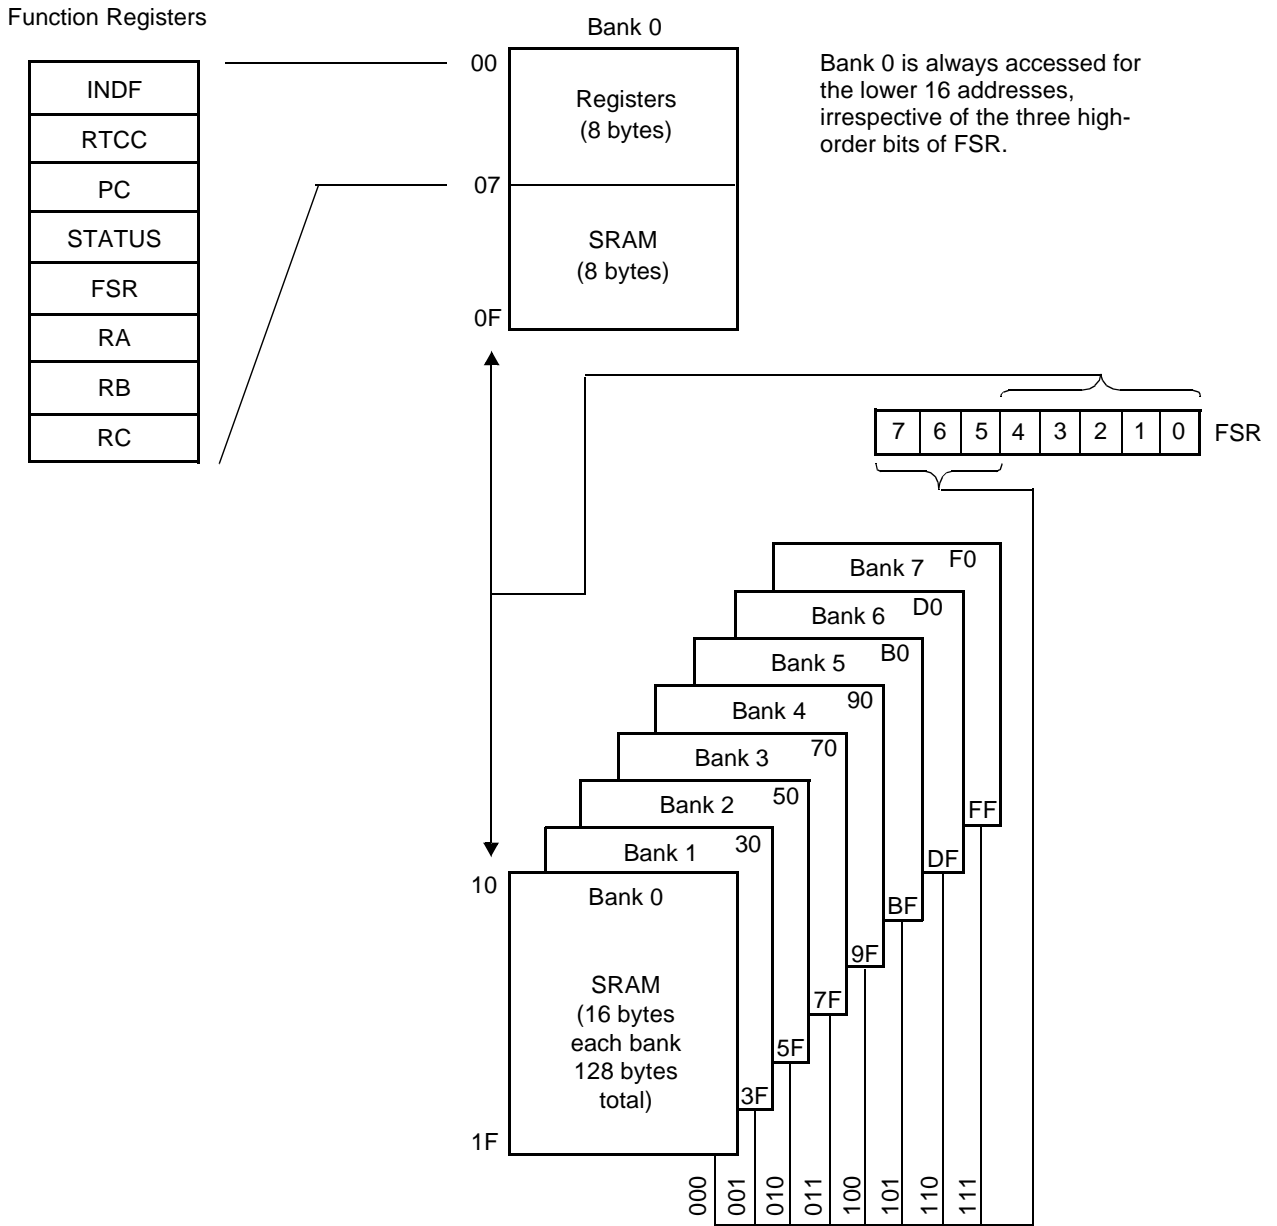 Function Registers
INDF
RTCC
PC
STATUS
FSR
RA
RB
RC
Bank 0
00
Registers
(8 bytes)
07
SRAM
(8 bytes)
0F
Bank 0 is always accessed for
the lower 16 addresses,
irrespective of the three high-
order bits of FSR.
7 6 5 4 3 2 1 0 FSR
Bank 7 F0
Bank 6 D0
Bank 5 B0
Bank 4 90
Bank 3 70
Bank 2 50
Bank 1 30
10
Bank 0
SRAM
(16 bytes
each bank
128 bytes
total)
1F
3F
5F
7F
9F
BF
DF
FF
000
001
010
011
100
101
110
111